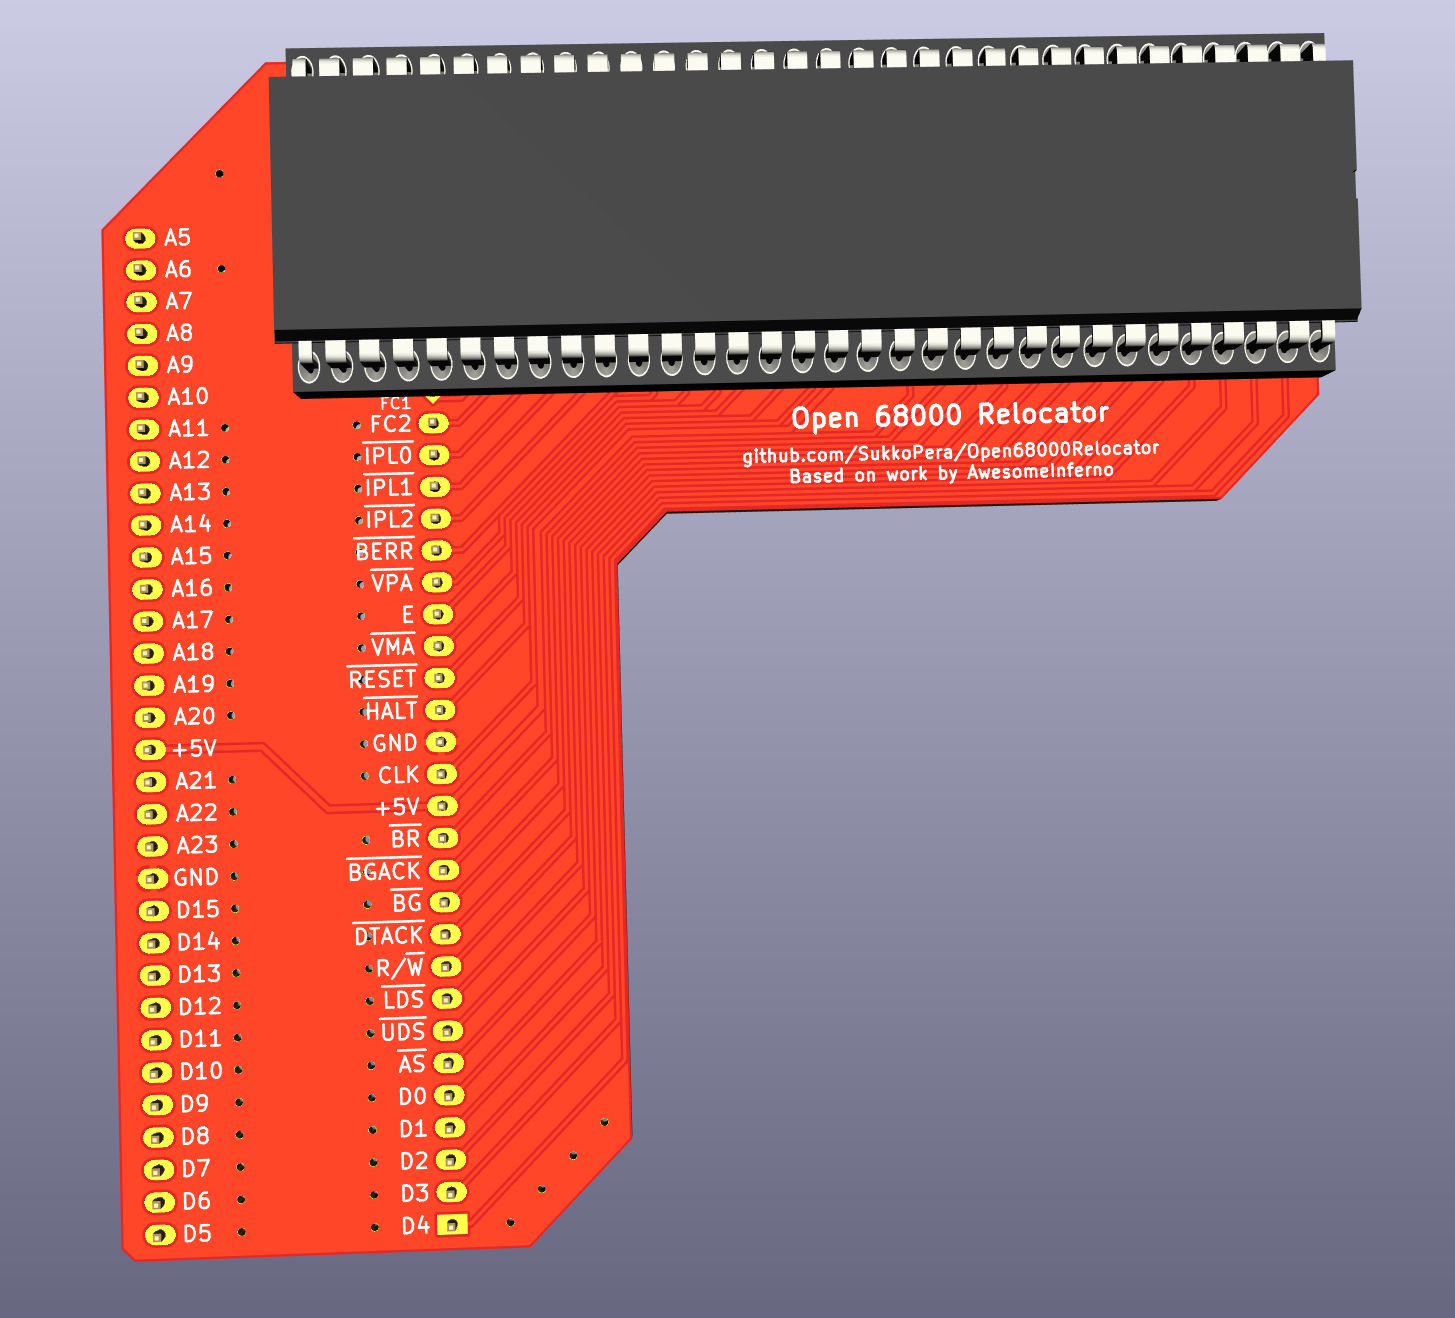 A5
A6
A7
A8
A9
A10
A11
A12
A13
A14
A15
A16
A17
A18
A19
A20
+5V
A21
A22
A23
GND
D15
D14
D13
D12
D11
D10
D9
D8
D7
D6
D5
FC1
FC2
IPL0
IPL1
IPL2
BERR
VPA
E
VMA
RESET
HALT
GND
CLK
+5V
BR
BGACK
BG
DTACK
R/W
LDS
UDS
AS
D0
D1
D2
D3
D4
Open 68000 Relocator
github.com/SukkoPera/Open68000Relocator
Based on work by AwesomeInferno